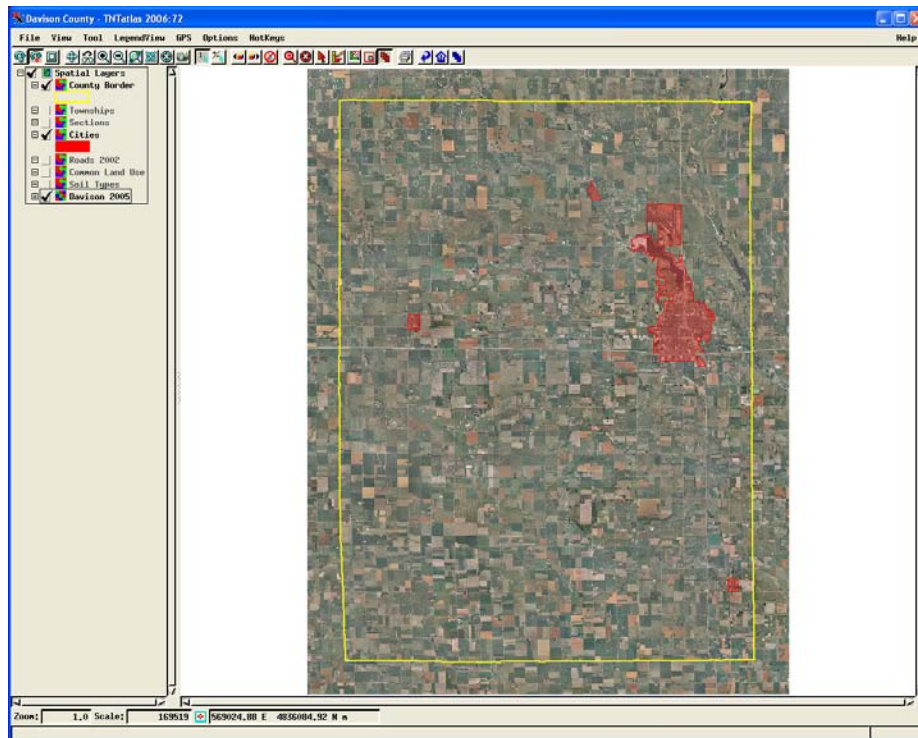 Davison County - TNTatlas 2006:72
File View Tool LegendView GPS Options HotKeys Help
Spatial Layers
County Border
Townships
Sections
Cities
Roads 2002
Common Land Use
Soil Types
Davison 2005
Zoom: 1.0 Scale: 169519 569024.88 E 4836084.92 N m